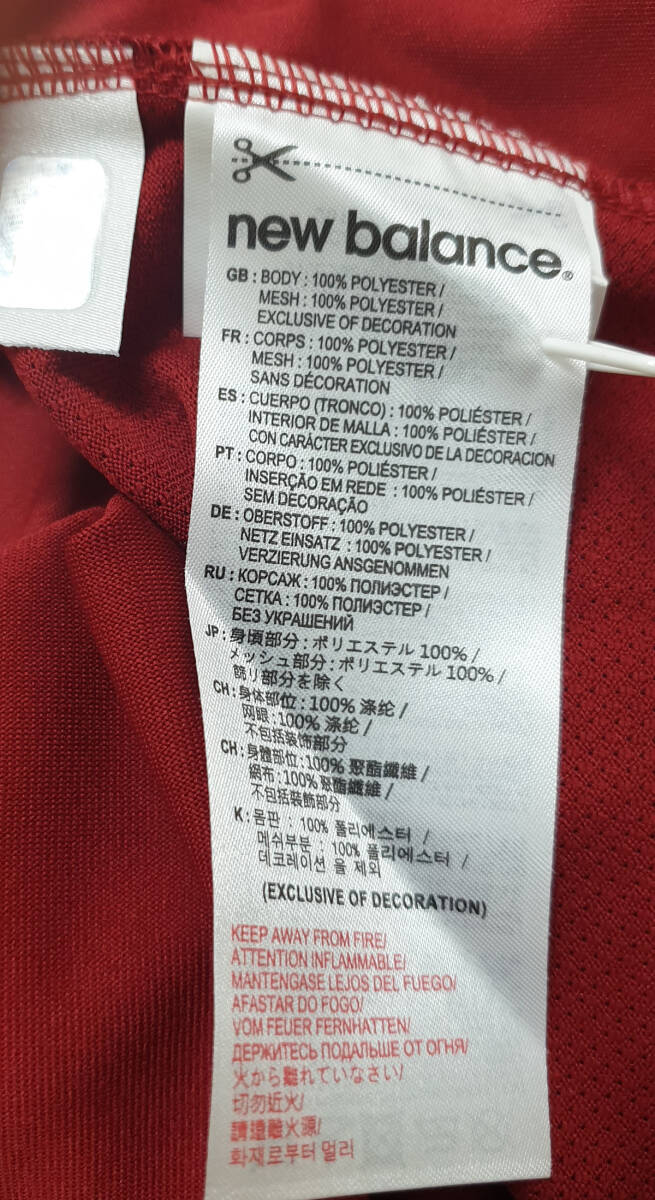 new balance®
GB : BODY : 100% POLYESTER /
MESH : 100% POLYESTER /
EXCLUSIVE OF DECORATION
FR : CORPS : 100% POLYESTER /
MESH : 100% POLYESTER /
SANS DÉCORATION
ES : CUERPO (TRONCO) : 100% POLIÉSTER /
INTERIOR DE MALLA : 100% POLIÉSTER /
CON CARÁCTER EXCLUSIVO DE LA DECORACION
PT : CORPO : 100% POLIÉSTER /
INSERÇÃO EM REDE : 100% POLIÉSTER /
SEM DECORAÇÃO
DE : OBERSTOFF : 100% POLYESTER /
NETZ EINSATZ : 100% POLYESTER /
VERZIERUNG ANSGENOMMEN
RU : КОРСАЖ : 100% ПОЛИЭСТЕР /
СЕТКА : 100% ПОЛИЭСТЕР /
БЕЗ УКРАШЕНИЙ
JP : 身頃部分 : ポリエステル 100% /
メッシュ部分 : ポリエステル 100% /
飾リ部分を除く
CH : 身体部位 : 100% 涤纶 /
网眼 : 100% 涤纶 /
不包括装饰部分
CH : 身體部位 : 100% 聚酯纖維 /
網布 : 100% 聚酯纖維 /
不包括裝飾部分
K : 몸판 : 100% 폴리에스터 /
메쉬부분 : 100% 폴리에스터 /
데코레이션 을 제외
(EXCLUSIVE OF DECORATION)
KEEP AWAY FROM FIRE/
ATTENTION INFLAMMABLE/
MANTENGASE LEJOS DEL FUEGO/
AFASTAR DO FOGO/
VOM FEUER FERNHATTEN/
ДЕРЖИТЕСЬ ПОДАЛЬШЕ ОТ ОГНЯ/
火から離れていなさい/
切勿近火/
請遠離火源/
화재로부터 멀리